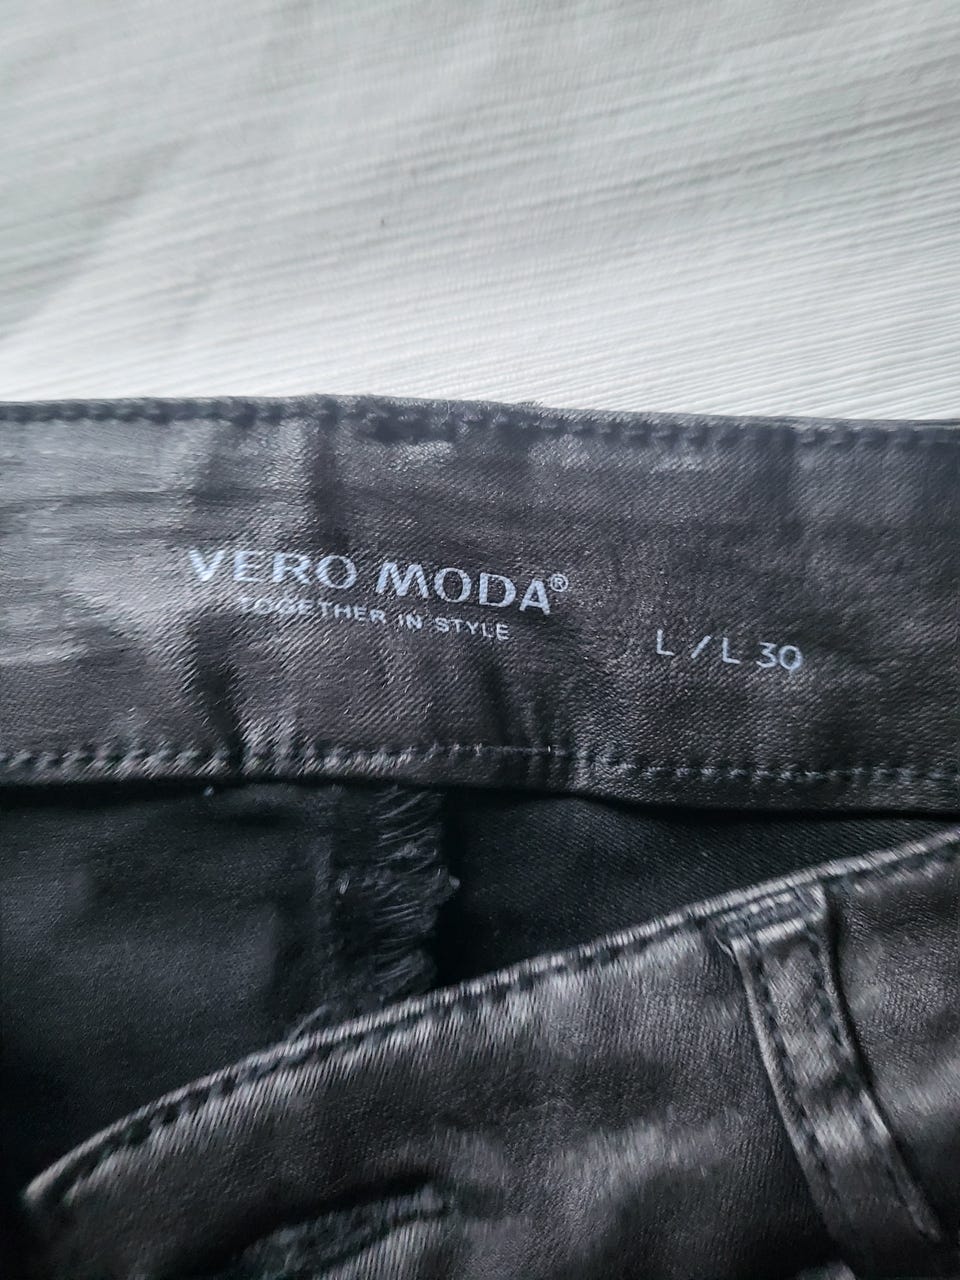 VERO MODA®
TOGETHER IN STYLE
L / L 30